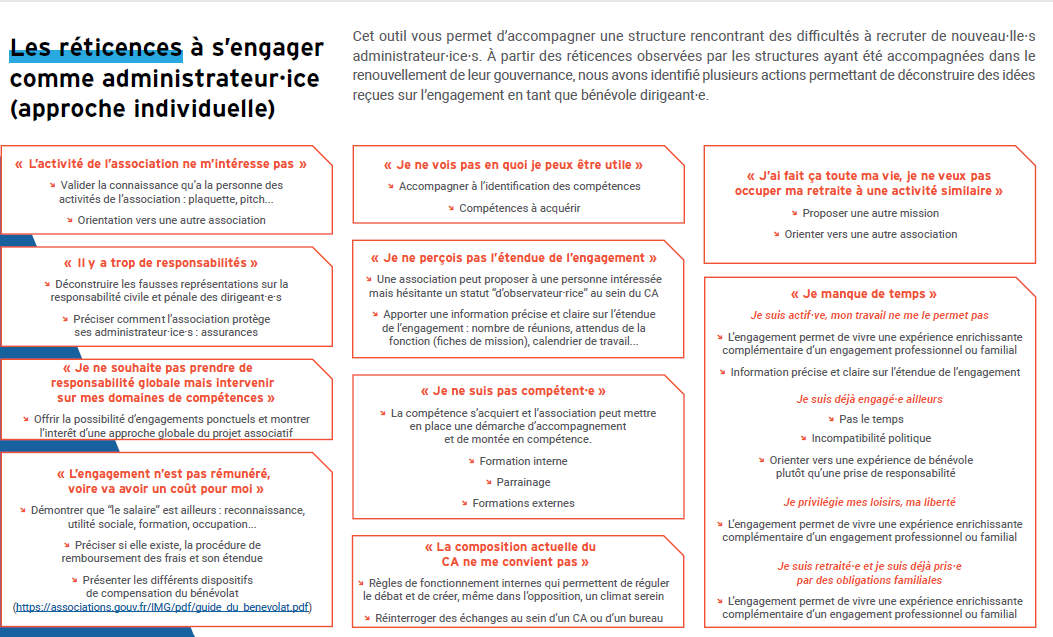 Les réticences à s'engager
comme administrateur·ice
(approche individuelle)
Cet outil vous permet d'accompagner une structure rencontrant des difficultés à recruter de nouveau·lle·s
administrateur·ice·s. À partir des réticences observées par les structures ayant été accompagnées dans le
renouvellement de leur gouvernance, nous avons identifié plusieurs actions permettant de déconstruire des idées
reçues sur l'engagement en tant que bénévole dirigeant·e.
« L'activité de l'association ne m'intéresse pas »
↘ Valider la connaissance qu'a la personne des
activités de l'association : plaquette, pitch...
↘ Orientation vers une autre association
« Il y a trop de responsabilités »
↘ Déconstruire les fausses représentations sur la
responsabilité civile et pénale des dirigeant·e·s
↘ Préciser comment l'association protège
ses administrateur·ice·s : assurances
« Je ne souhaite pas prendre de
responsabilité globale mais intervenir
sur mes domaines de compétences »
↘ Offrir la possibilité d'engagements ponctuels et montrer
l'interêt d'une approche globale du projet associatif
« L'engagement n'est pas rémunéré,
voire va avoir un coût pour moi »
↘ Démontrer que "le salaire" est ailleurs : reconnaissance,
utilité sociale, formation, occupation...
↘ Préciser si elle existe, la procédure de
remboursement des frais et son étendue
↘ Présenter les différents dispositifs
de compensation du bénévolat
(https://associations.gouv.fr/IMG/pdf/guide_du_benevolat.pdf)
« Je ne vois pas en quoi je peux être utile »
↘ Accompagner à l'identification des compétences
↘ Compétences à acquérir
« Je ne perçois pas l'étendue de l'engagement »
↘ Une association peut proposer à une personne intéressée
mais hésitante un statut "d'observateur·rice" au sein du CA
↘ Apporter une information précise et claire sur l'étendue
de l'engagement : nombre de réunions, attendus de la
fonction (fiches de mission), calendrier de travail...
« Je ne suis pas compétent·e »
↘ La compétence s'acquiert et l'association peut mettre
en place une démarche d'accompagnement
et de montée en compétence.
↘ Formation interne
↘ Parrainage
↘ Formations externes
« La composition actuelle du
CA ne me convient pas »
↘ Règles de fonctionnement internes qui permettent de réguler
le débat et de créer, même dans l'opposition, un climat serein
↘ Réinterroger des échanges au sein d'un CA ou d'un bureau
« J'ai fait ça toute ma vie, je ne veux pas
occuper ma retraite à une activité similaire »
↘ Proposer une autre mission
↘ Orienter vers une autre association
« Je manque de temps »
Je suis actif·ve, mon travail ne me le permet pas
↘ L'engagement permet de vivre une expérience enrichissante
complémentaire d'un engagement professionnel ou familial
↘ Information précise et claire sur l'étendue de l'engagement
Je suis déjà engagé·e ailleurs
↘ Pas le temps
↘ Incompatibilité politique
↘ Orienter vers une expérience de bénévole
plutôt qu'une prise de responsabilité
Je privilégie mes loisirs, ma liberté
↘ L'engagement permet de vivre une expérience enrichissante
complémentaire d'un engagement professionnel ou familial
Je suis retraité·e et je suis déjà pris·e
par des obligations familiales
↘ L'engagement permet de vivre une expérience enrichissante
complémentaire d'un engagement professionnel ou familial